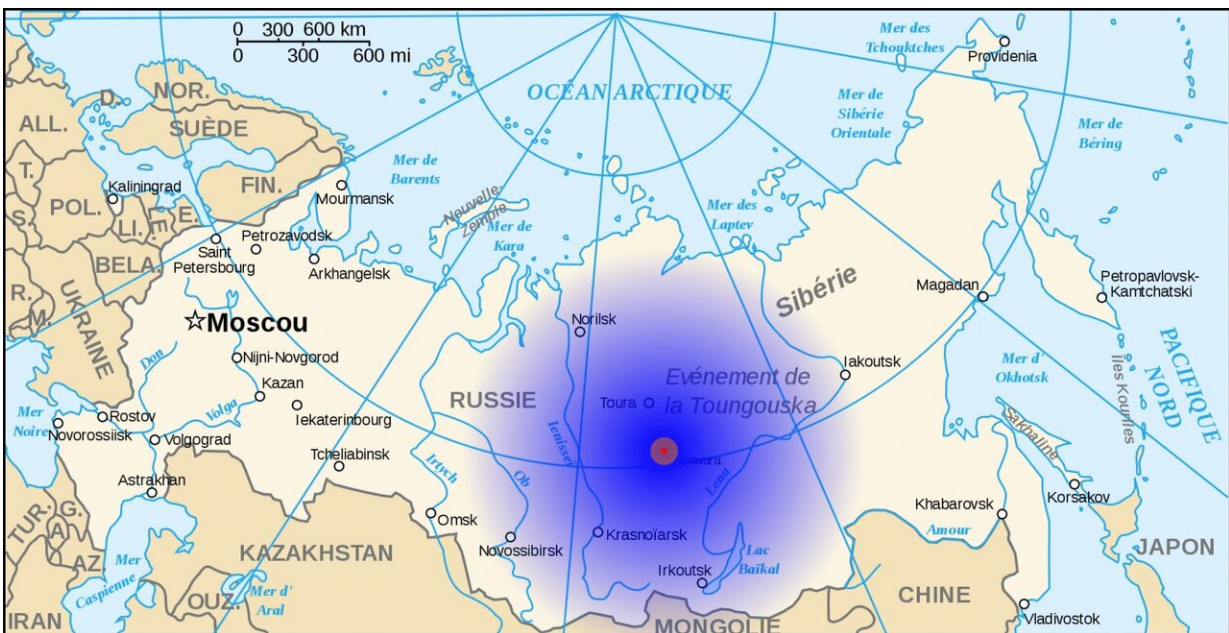 0 300 600 km
0 300 600 mi
Mer des
Tchouktches
Providenia
OCÉAN ARCTIQUE
NOR.
D.
Mer de
Sibérie
Orientale
ALL.
SUÈDE
Mer de
Béring
Mer de
Barents
T.
Kaliningrad
FIN.
Mourmansk
Nouvelle-
Zemble
Mer des
Laptev
S.
POL.
LI.
E.
E.
Mer de
Kara
Petrozavodsk
Saint
Petersbourg
Arkhangelsk
BELA.
Sibérie
Magadan
Petropavlovsk-
Kamtchatski
R.
M.
UKRAINE
Moscou
Norilsk
PACIFIQUE
NORD
Don
Nijni-Novgorod
Mer d'
Okhotsk
Iakoutsk
Îles Kouriles
Kazan
Evénement de
la Toungouska
RUSSIE
Toura
Mer
Noire
Rostov
Volga
Iekaterinbourg
Novorossiisk
Volgograd
Ienisseï
Sakhaline
Tcheliabinsk
Irtych
Ob
Lena
Astrakhan
Korsakov
TUR.
G.
A.
AZ.
Omsk
Khabarovsk
Amour
Krasnoïarsk
Novossibirsk
JAPON
KAZAKHSTAN
Lac
Baïkal
Mer
Caspienne
Irkoutsk
Mer d'
Aral
OUZ.
CHINE
Vladivostok
IRAN
MONGOLIE